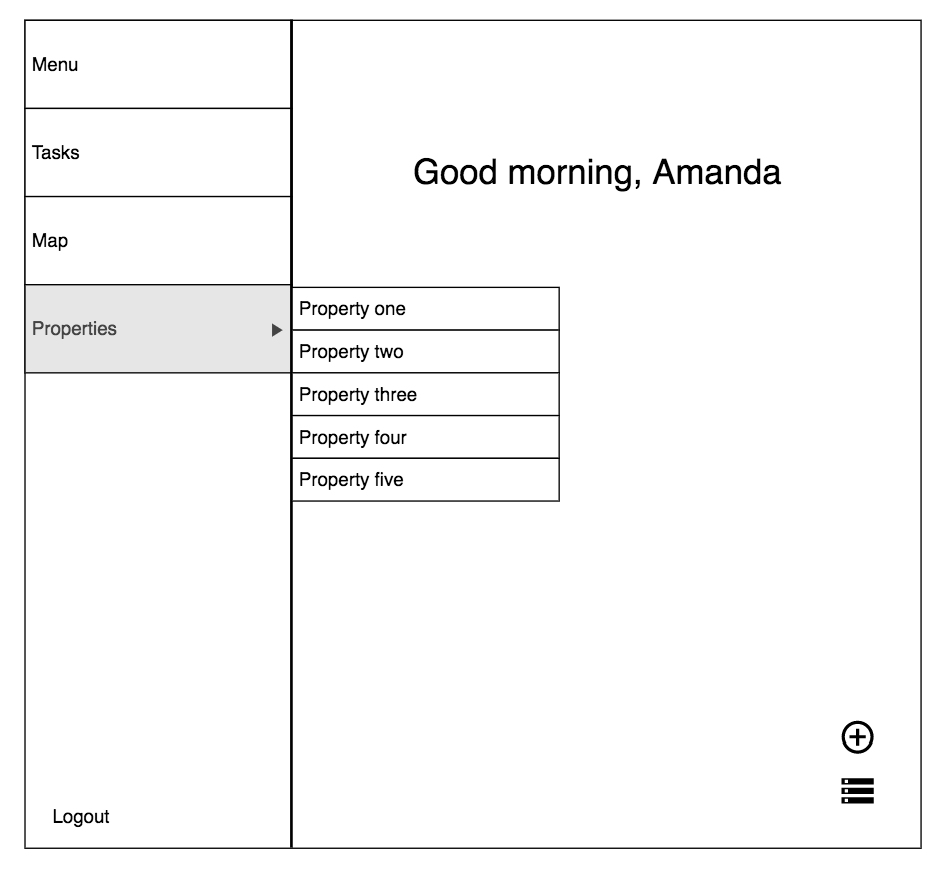 Menu
Tasks
Map
Properties
Good morning, Amanda
Property one
Property two
Property three
Property four
Property five
Logout